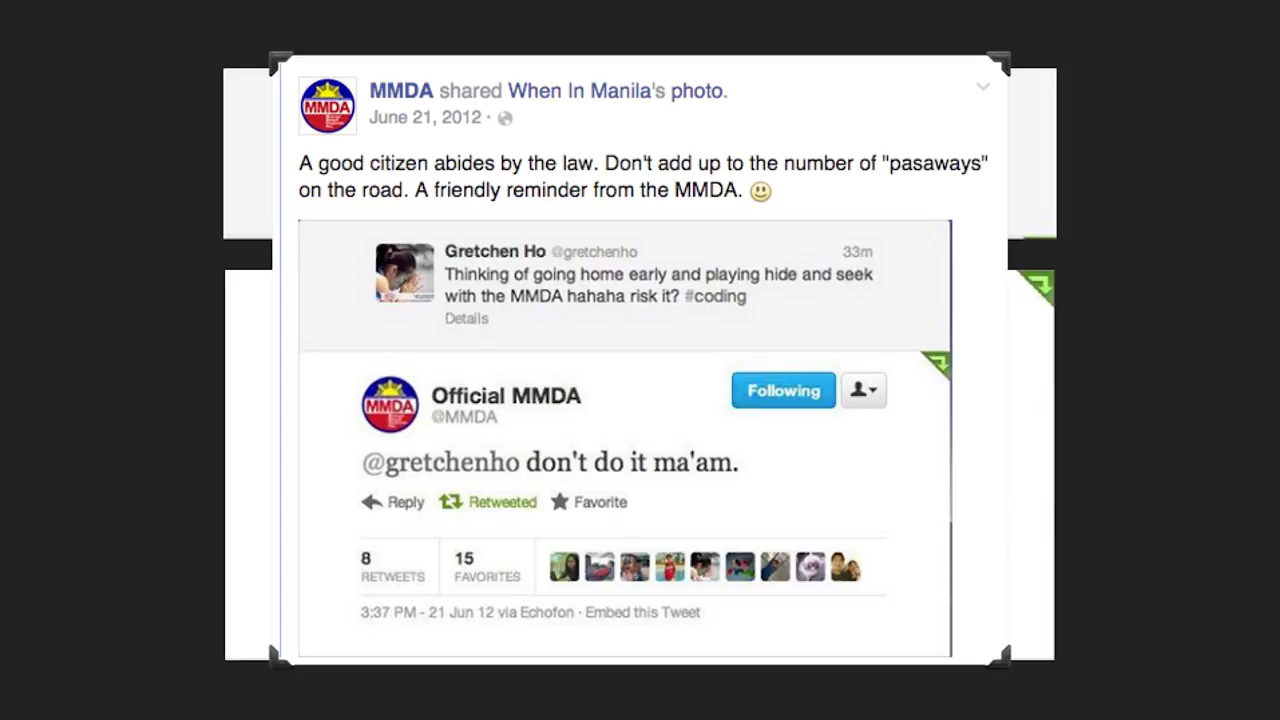 MMDA shared When In Manila's photo.
June 21, 2012 ·
A good citizen abides by the law. Don't add up to the number of "pasaways"
on the road. A friendly reminder from the MMDA.
Gretchen Ho @gretchenho 33m
Thinking of going home early and playing hide and seek
with the MMDA hahaha risk it? #coding
Details
MMDA
Official MMDA
@MMDA
Following
@gretchenho don't do it ma'am.
Reply Retweeted Favorite
8 15
RETWEETS FAVORITES
3:37 PM - 21 Jun 12 via Echofon · Embed this Tweet